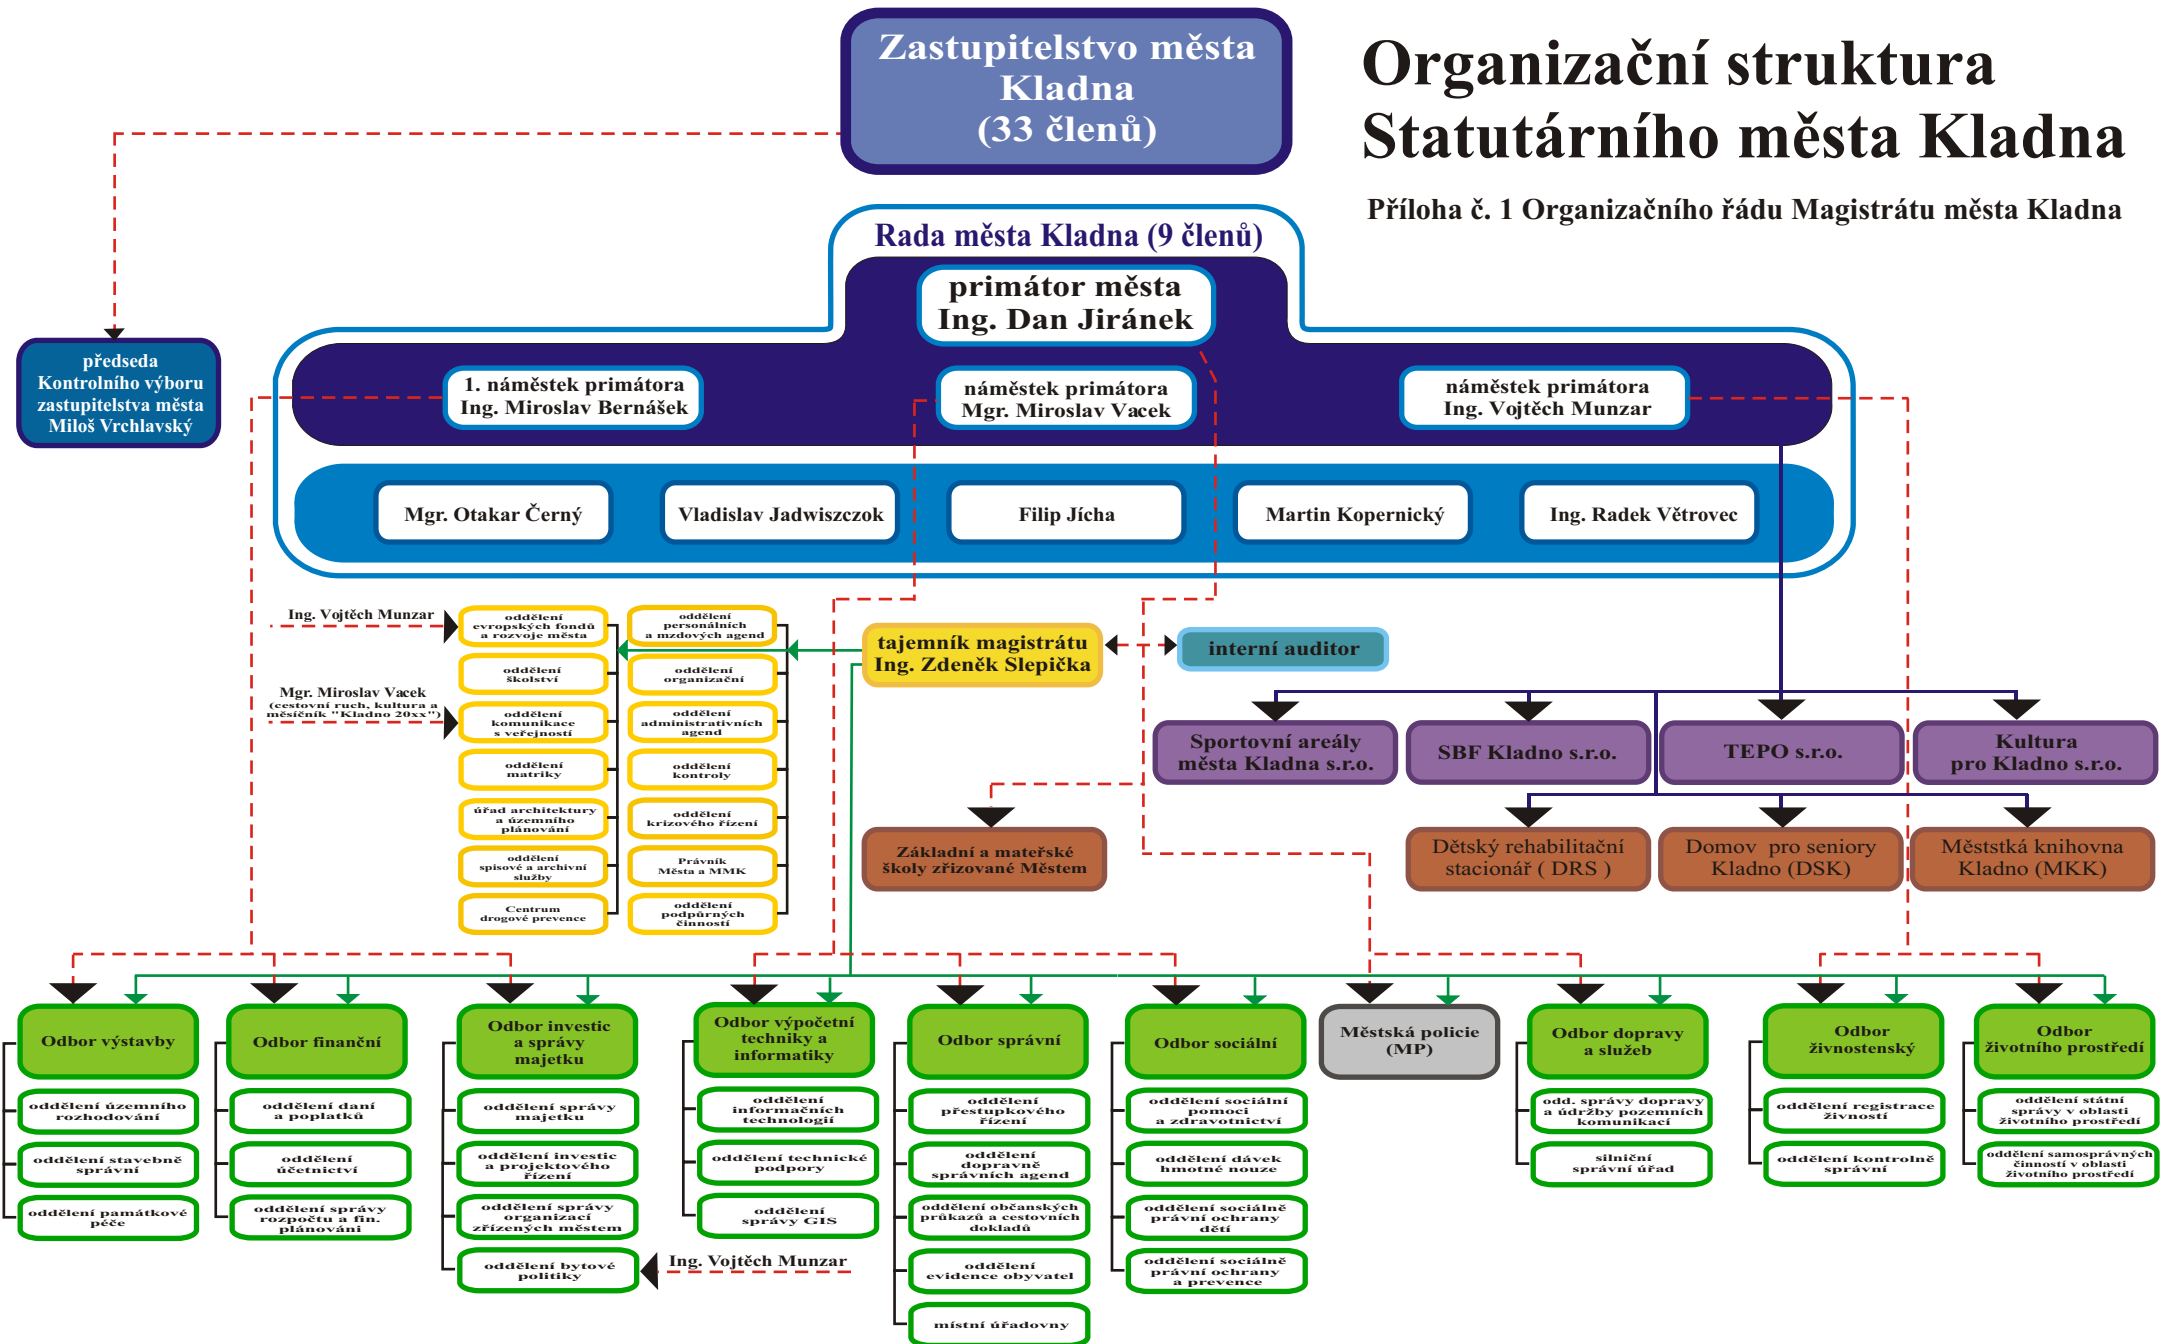 Zastupitelstvo města
Kladna
(33 členů)
Organizační struktura
Statutárního města Kladna
Příloha č. 1 Organizačního řádu Magistrátu města Kladna
Rada města Kladna (9 členů)
primátor města
Ing. Dan Jiránek
předseda
Kontrolního výboru
zastupitelstva města
Miloš Vrchlavský
1. náměstek primátora
Ing. Miroslav Bernášek
náměstek primátora
Mgr. Miroslav Vacek
náměstek primátora
Ing. Vojtěch Munzar
Mgr. Otakar Černý
Vladislav Jadwiszczok
Filip Jícha
Martin Kopernický
Ing. Radek Větrovec
Ing. Vojtěch Munzar
Mgr. Miroslav Vacek
(cestovní ruch, kultura a
měsíčník "Kladno 20xx")
oddělení
evropských fondů
a rozvoje města
oddělení
školství
oddělení
komunikace
s veřejností
oddělení
matriky
úřad architektury
a územního
plánování
oddělení
spisové a archivní
služby
Centrum
drogové prevence
oddělení
personálních
a mzdových agend
oddělení
organizační
oddělení
administrativních
agend
oddělení
kontroly
oddělení
krizového řízení
Právník
Města a MMK
oddělení
podpůrných
činností
tajemník magistrátu
Ing. Zdeněk Slepička
interní auditor
Sportovní areály
města Kladna s.r.o.
SBF Kladno s.r.o.
TEPO s.r.o.
Kultura
pro Kladno s.r.o.
Základní a mateřské
školy zřizované Městem
Dětský rehabilitační
stacionář ( DRS )
Domov pro seniory
Kladno (DSK)
Měststká knihovna
Kladno (MKK)
Odbor výstavby
oddělení územního
rozhodování
oddělení stavebně
správní
oddělení památkové
péče
Odbor finanční
oddělení daní
a poplatků
oddělení
účetnictví
oddělení správy
rozpočtu a fin.
plánováni
Odbor investic
a správy
majetku
oddělení správy
majetku
oddělení investic
a projektového
řízení
oddělení správy
organizací
zřízených městem
oddělení bytové
politiky
Ing. Vojtěch Munzar
Odbor výpočetní
techniky a
informatiky
oddělení
informačních
technologií
oddělení technické
podpory
oddělení
správy GIS
Odbor správní
oddělení
přestupkového
řízení
oddělení
dopravně
správních agend
oddělení občanských
průkazů a cestovních
dokladů
oddělení
evidence obyvatel
místní úřadovny
Odbor sociální
oddělení sociální
pomoci
a zdravotnictví
oddělení dávek
hmotné nouze
oddělení sociálně
právní ochrany
dětí
oddělení sociálně
právní ochrany
a prevence
Městská policie
(MP)
Odbor dopravy
a služeb
odd. správy dopravy
a údržby pozemních
komunikací
silniční
správní úřad
Odbor
živnostenský
oddělení registrace
živností
oddělení kontrolně
správní
Odbor
životního prostředí
oddělení státní
správy v oblasti
životního prostředí
oddělení samosprávných
činností v oblasti
životního prostředí